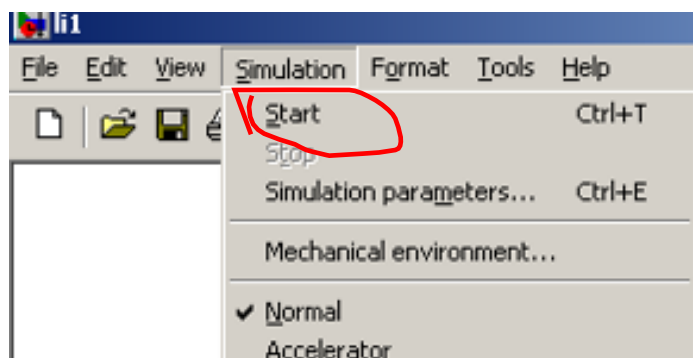 li1
File Edit View Simulation Format Tools Help
Start Ctrl+T
Stop
Simulation parameters... Ctrl+E
Mechanical environment...
✔ Normal
Accelerator